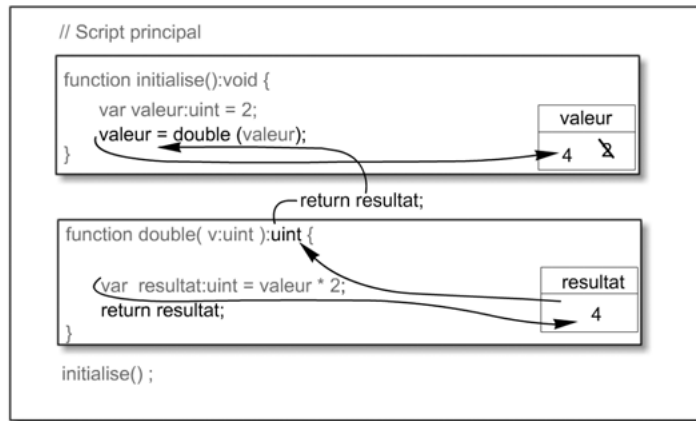 // Script principal
function initialise():void {
var valeur:uint = 2;
valeur = double (valeur);
}
valeur
4 2
return resultat;
function double( v:uint ):uint {
var resultat:uint = valeur * 2;
return resultat;
}
resultat
4
initialise() ;